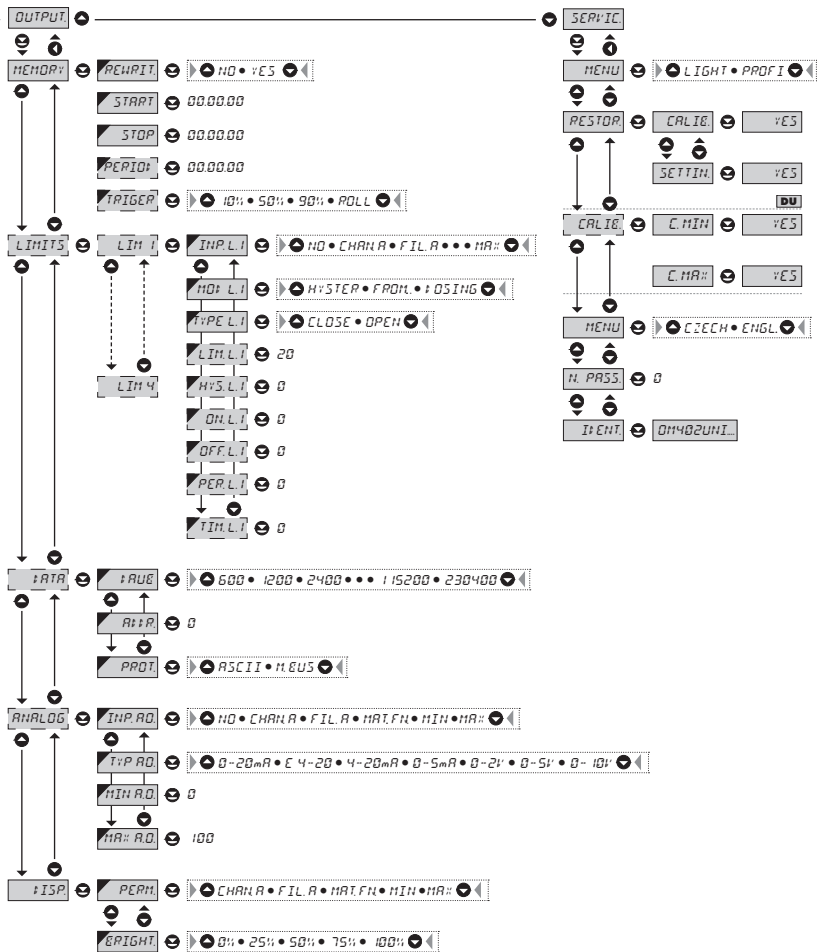 OUTPUT.
SERVIC.
MEMORY REWRIT. NO • YES
MENU LIGHT • PROFI
START 00.00.00
STOP 00.00.00
RESTOR. CALIB. YES
PERIOD 00.00.00
SETTIN. YES
TRIGER 10% • 50% • 90% • ROLL
DU
LIMITS LIM 1 INP. L. 1 NO • CHAN. A • FIL. A • • • MAX
CALIB. C. MIN YES
MOD L. 1 HYSTER • FROM. • DOSING
C. MAX YES
TYPE L. 1 CLOSE • OPEN
MENU CZECH • ENGL.
LIM. L. 1 20
LIM 4 HYS. L. 1 0
N. PASS. 0
ON. L. 1 0
OFF. L. 1 0
IDENT. OM402UNI...
PER. L. 1 0
TIM. L. 1 0
DATA BAUD 600 • 1200 • 2400 • • • 115200 • 230400
ADDR. 0
PROT. ASCII • M. BUS
ANALOG INP. AO. NO • CHAN. A • FIL. A • MAT. FN. • MIN • MAX
TYP AO. 0-20mA • E 4-20 • 4-20mA • 0-5mA • 0-2V • 0-5V • 0-10V
MIN A.O. 0
MAX A.O. 100
DISP. PERM. CHAN. A • FIL. A • MAT. FN. • MIN • MAX
BRIGHT. 0% • 25% • 50% • 75% • 100%